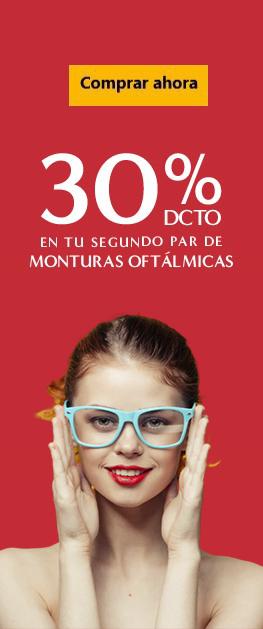 Comprar ahora
30%
DCTO
EN TU SEGUNDO PAR DE
MONTURAS OFTÁLMICAS